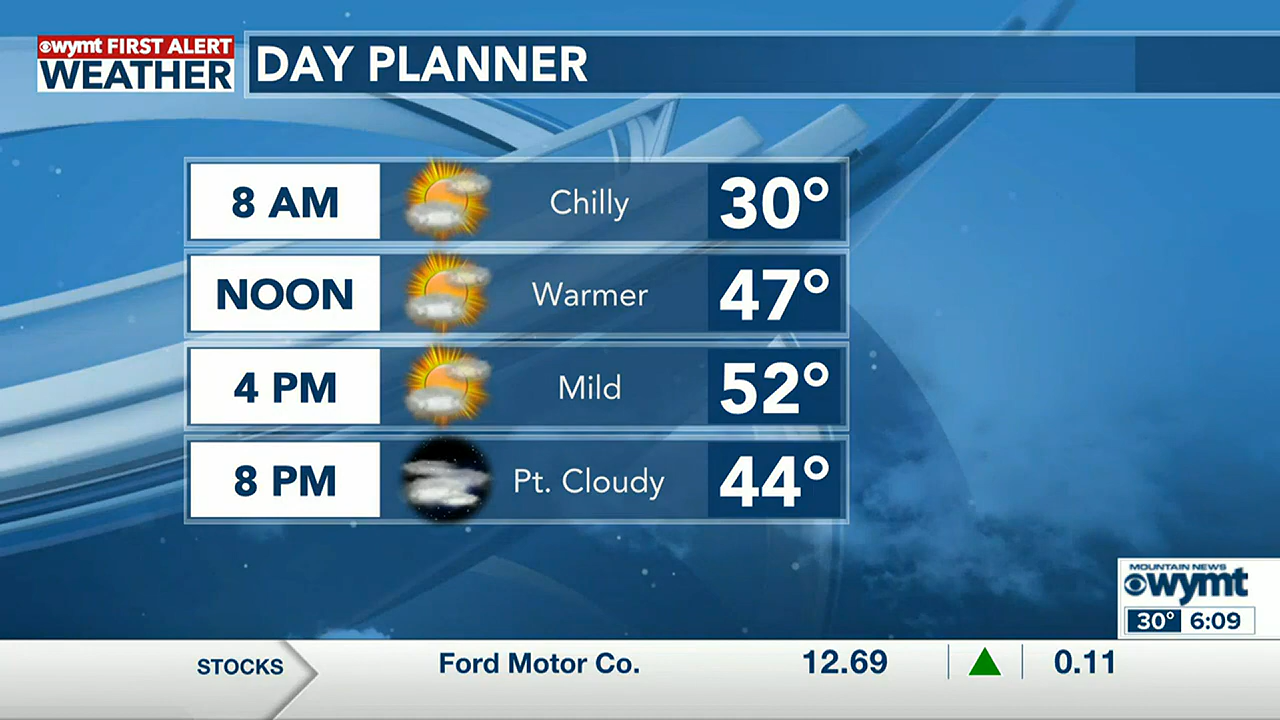 wymt FIRST ALERT
WEATHER
DAY PLANNER
8 AM Chilly 30°
NOON Warmer 47°
4 PM Mild 52°
8 PM Pt. Cloudy 44°
MOUNTAIN NEWS
wymt
30° 6:09
STOCKS Ford Motor Co. 12.69 ▲ 0.11